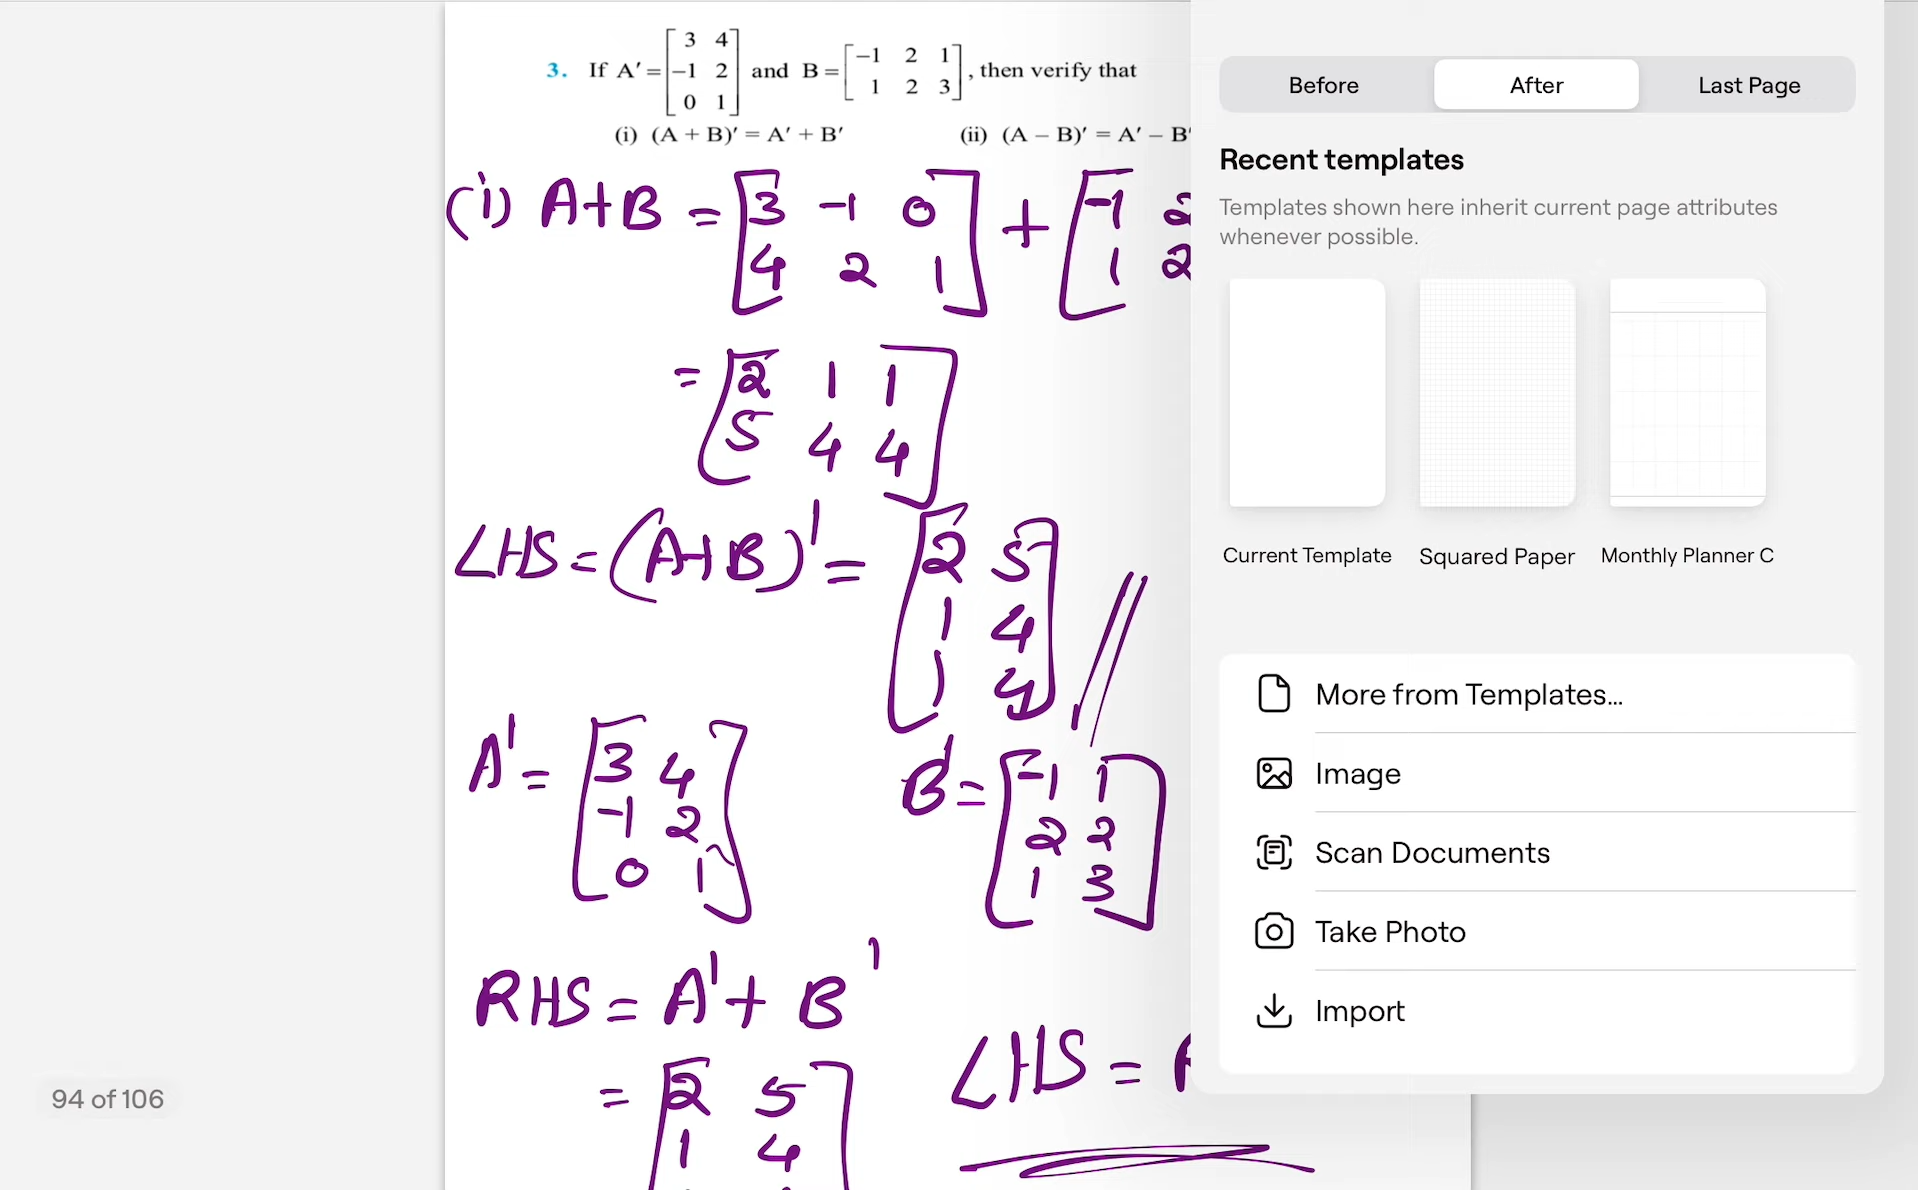 3. If A′ = [3 4 −1 2 0 1] and B = [−1 2 1 1 2 3], then verify that
(i) (A + B)′ = A′ + B′ (ii) (A − B)′ = A′ − B′
(i) A+B = [3 -1 0 + [-1 2
4 2 1] 1 2
= [2 1 1
5 4 4]
LHS = (A+B)' = [2 5
1 4
1 4]
A' = [3 4
-1 2
0 1]
B' = [-1 1
2 2
1 3]
RHS = A' + B'
= [2 5
1 4
LHS =
94 of 106
Before After Last Page
Recent templates
Templates shown here inherit current page attributes
whenever possible.
Current Template Squared Paper Monthly Planner C
More from Templates...
Image
Scan Documents
Take Photo
Import